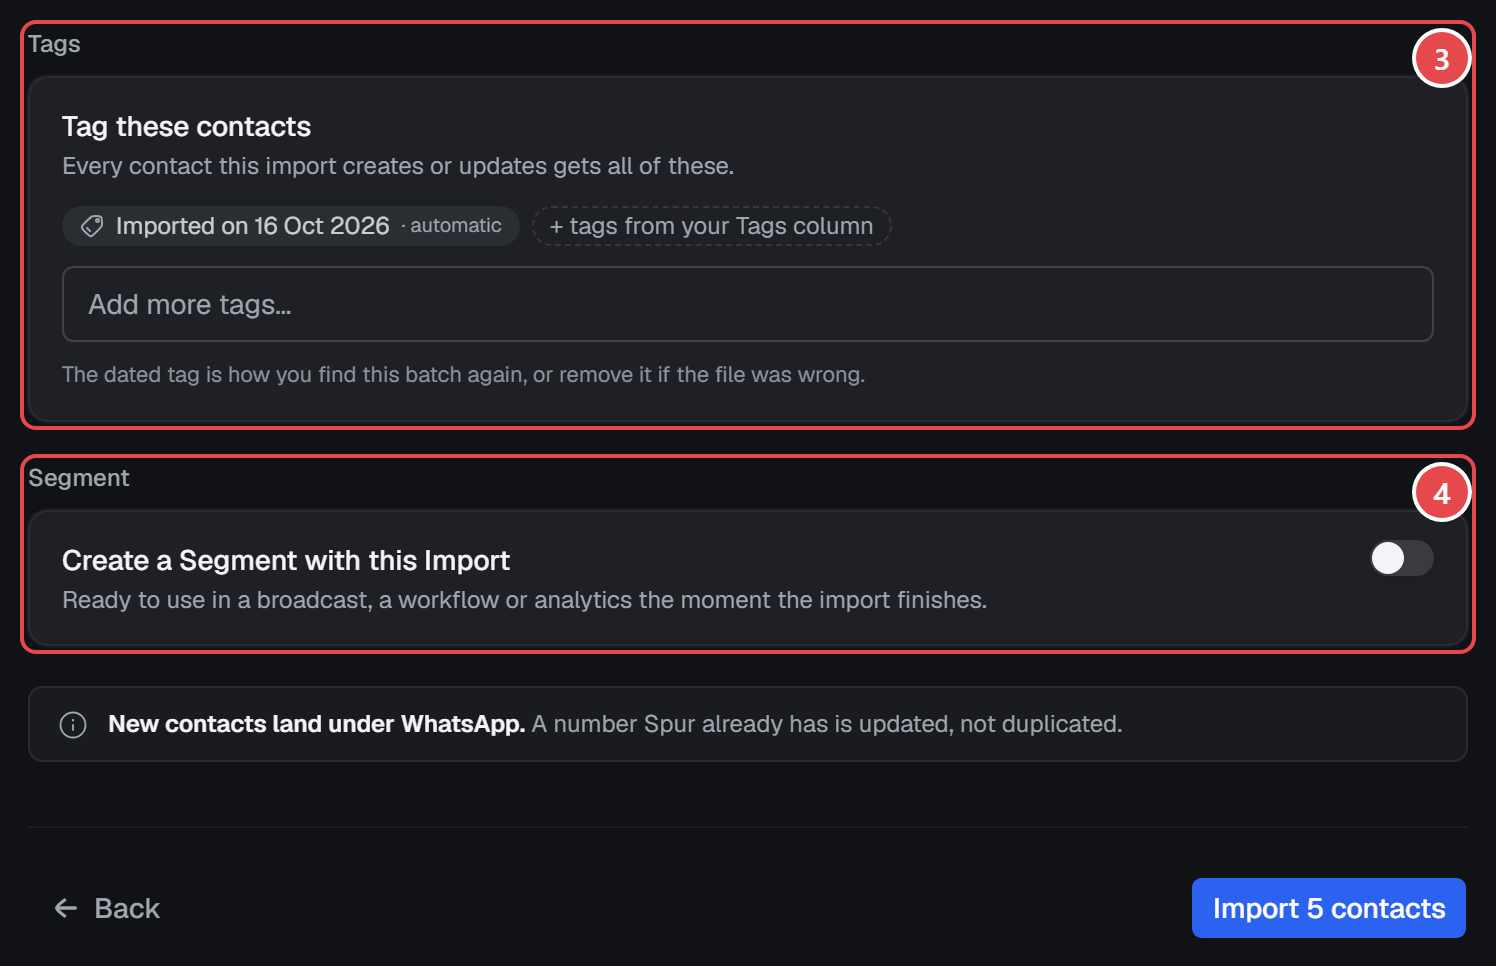 Tags
3
Tag these contacts
Every contact this import creates or updates gets all of these.
Imported on 16 Oct 2026 · automatic
+ tags from your Tags column
Add more tags...
The dated tag is how you find this batch again, or remove it if the file was wrong.
Segment
4
Create a Segment with this Import
Ready to use in a broadcast, a workflow or analytics the moment the import finishes.
New contacts land under WhatsApp. A number Spur already has is updated, not duplicated.
Back
Import 5 contacts